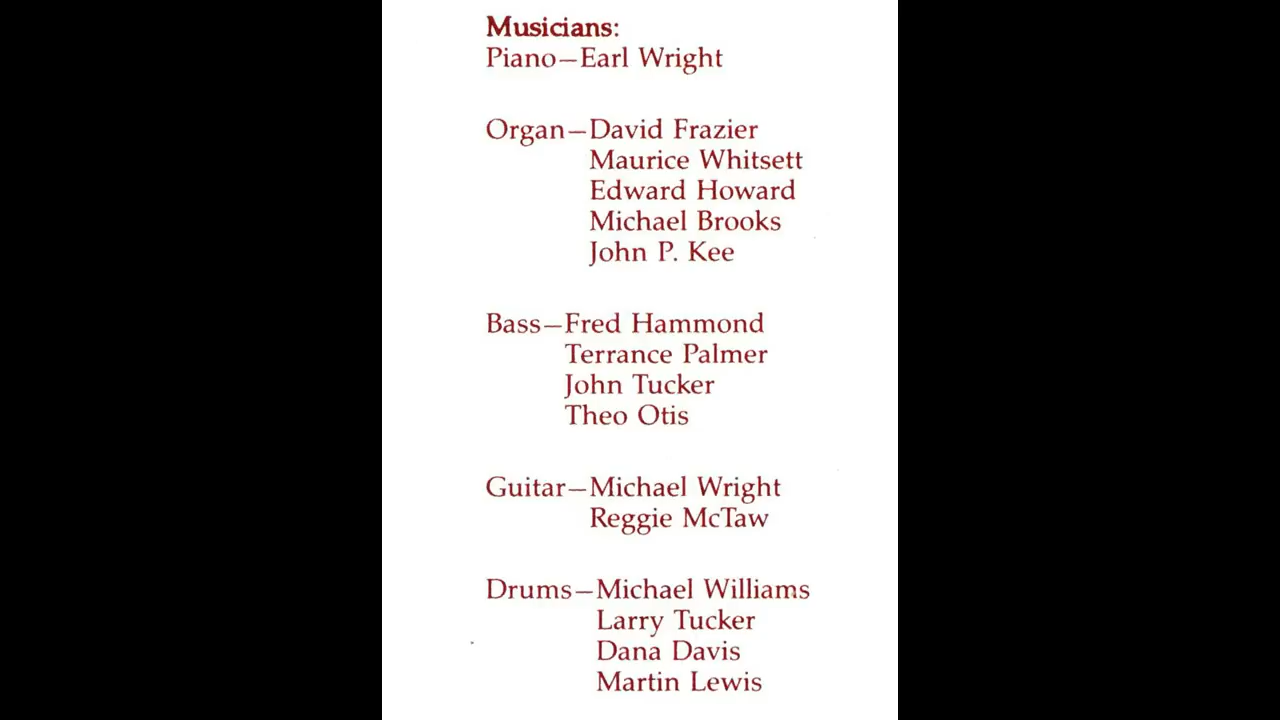 Musicians:
Piano—Earl Wright
Organ—David Frazier
Maurice Whitsett
Edward Howard
Michael Brooks
John P. Kee
Bass—Fred Hammond
Terrance Palmer
John Tucker
Theo Otis
Guitar—Michael Wright
Reggie McTaw
Drums—Michael Williams
Larry Tucker
Dana Davis
Martin Lewis